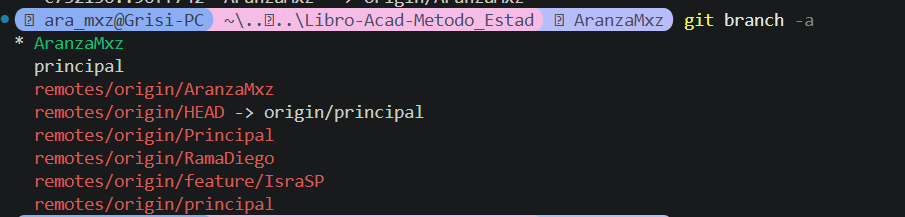 ara_mxz@Grisi-PC ~\.. ..\Libro-Acad-Metodo_Estad AranzaMxz git branch -a
* AranzaMxz
principal
remotes/origin/AranzaMxz
remotes/origin/HEAD -> origin/principal
remotes/origin/Principal
remotes/origin/RamaDiego
remotes/origin/feature/IsraSP
remotes/origin/principal